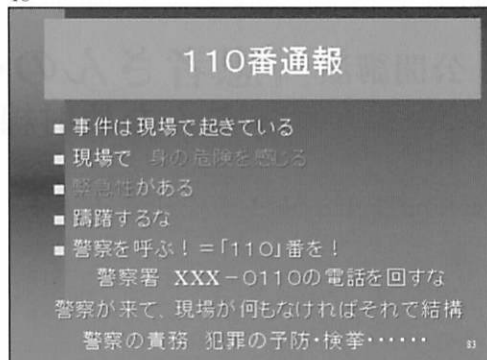 110番通報
■ 事件は現場で起きている
■ 現場で 身の危険を感じる
■ 緊急性がある
■ 躊躇するな
■ 警察を呼ぶ！＝「110」番を！
警察署 XXX－0110の電話を回すな
警察が来て、現場が何もなければそれで結構
警察の責務 犯罪の予防・検挙‥‥‥
83